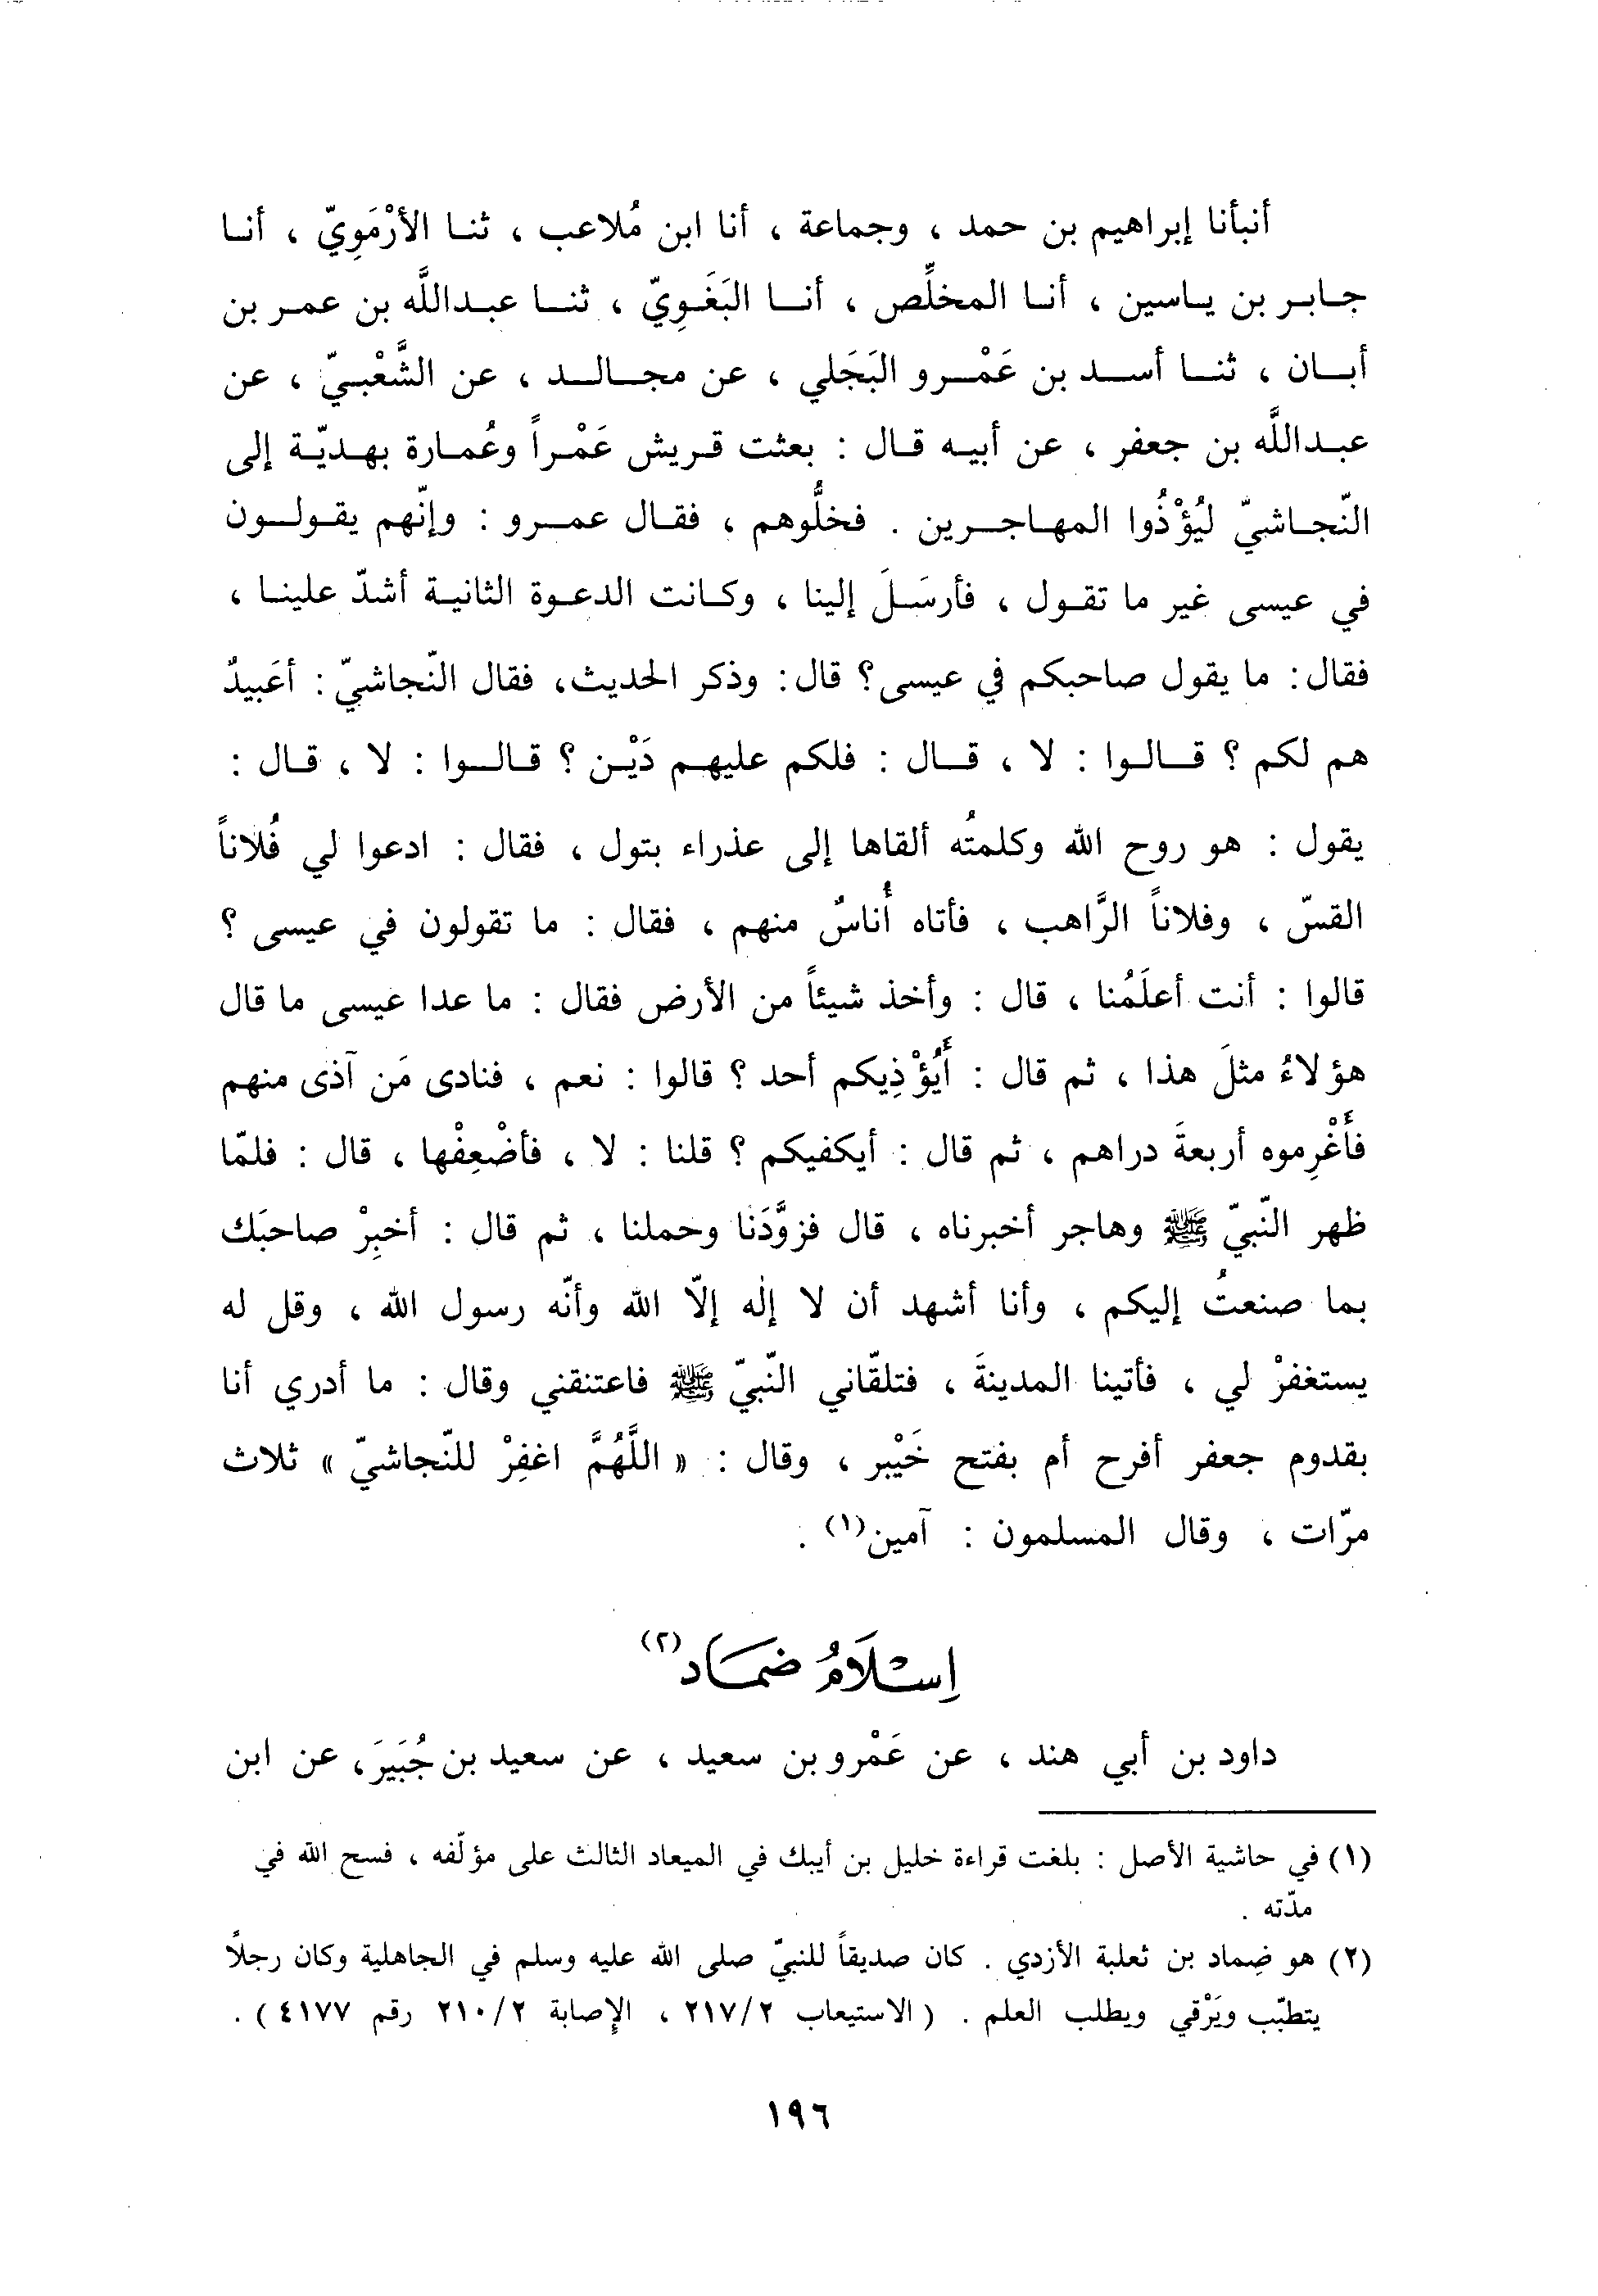 أنبأنا إبراهيم بن حمد ، وجماعة ، أنا ابن مُلاعب ، ثنا الأرْمَوِيّ ، أنا
جابر بن ياسين ، أنا المخلِّص ، أنا البَغَوِيّ ، ثنا عبداللَّه بن عمر بن
أبان ، ثنا أسد بن عَمْرو البَجَلي ، عن مجالد ، عن الشَّعْبيّ ، عن
عبداللَّه بن جعفر ، عن أبيه قال : بعثت قريش عَمْراً وعُمارة بهديّة إلى
النّجاشيّ ليُؤْذُوا المهاجرين . فخلُّوهم ، فقال عمرو : وإنّهم يقولون
في عيسى غير ما تقول ، فأرسَلَ إلينا ، وكانت الدعوة الثانية أشدّ علينا ،
فقال : ما يقول صاحبكم في عيسى؟ قال : وذكر الحديث، فقال النّجاشيّ : أعَبيدٌ
هم لكم ؟ قالوا : لا ، قال : فلكم عليهم دَيْن ؟ قالوا : لا ، قال :
يقول : هو روح الله وكلمتُه ألقاها إلى عذراء بتول ، فقال : ادعوا لي فُلاناً
القسّ ، وفلاناً الرَّاهب ، فأتاه أُناسٌ منهم ، فقال : ما تقولون في عيسى ؟
قالوا : أنت أعلَمُنا ، قال : وأخذ شيئاً من الأرض فقال : ما عدا عيسى ما قال
هؤلاءُ مثلَ هذا ، ثم قال : أَيُؤْذِيكم أحد ؟ قالوا : نعم ، فنادى مَن آذى منهم
فأَغْرِموه أربعةَ دراهم ، ثم قال : أيكفيكم ؟ قلنا : لا ، فأضْعِفْها ، قال : فلمّا
ظهر النّبيّ ﷺ وهاجر أخبرناه ، قال فزوَّدَنا وحملنا ، ثم قال : أخبِرْ صاحبَك
بما صنعتُ إليكم ، وأنا أشهد أن لا إلٰه إلّا الله وأنّه رسول الله ، وقل له
يستغفرْ لي ، فأتينا المدينةَ ، فتلقّاني النّبيّ ﷺ فاعتنقني وقال : ما أدري أنا
بقدوم جعفر أفرح أم بفتح خَيْبر ، وقال : « اللَّهُمَّ اغفِرْ للنّجاشيّ » ثلاث
مرّات ، وقال المسلمون : آمين(١) .
إسْلَامُ ضمَاد(٢)
داود بن أبي هند ، عن عَمْرو بن سعيد ، عن سعيد بن جُبَيرَ، عن ابن
(١) في حاشية الأصل : بلغت قراءة خليل بن أيبك في الميعاد الثالث على مؤلّفه ، فسح الله في
مدّته .
(٢) هو ضِماد بن ثعلبة الأزدي . كان صديقاً للنبيّ صلى الله عليه وسلم في الجاهلية وكان رجلًا
يتطبّب ويَرْقي ويطلب العلم . ( الاستيعاب ٢١٧/٢ ، الإصابة ٢١٠/٢ رقم ٤١٧٧ ) .
١٩٦